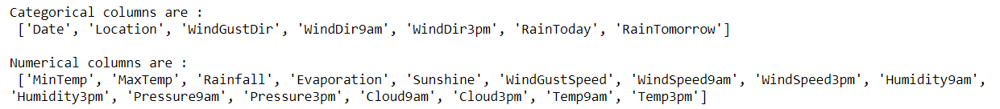 Categorical columns are :
['Date', 'Location', 'WindGustDir', 'WindDir9am', 'WindDir3pm', 'RainToday', 'RainTomorrow']
Numerical columns are :
['MinTemp', 'MaxTemp', 'Rainfall', 'Evaporation', 'Sunshine', 'WindGustSpeed', 'WindSpeed9am', 'WindSpeed3pm', 'Humidity9am',
'Humidity3pm', 'Pressure9am', 'Pressure3pm', 'Cloud9am', 'Cloud3pm', 'Temp9am', 'Temp3pm']